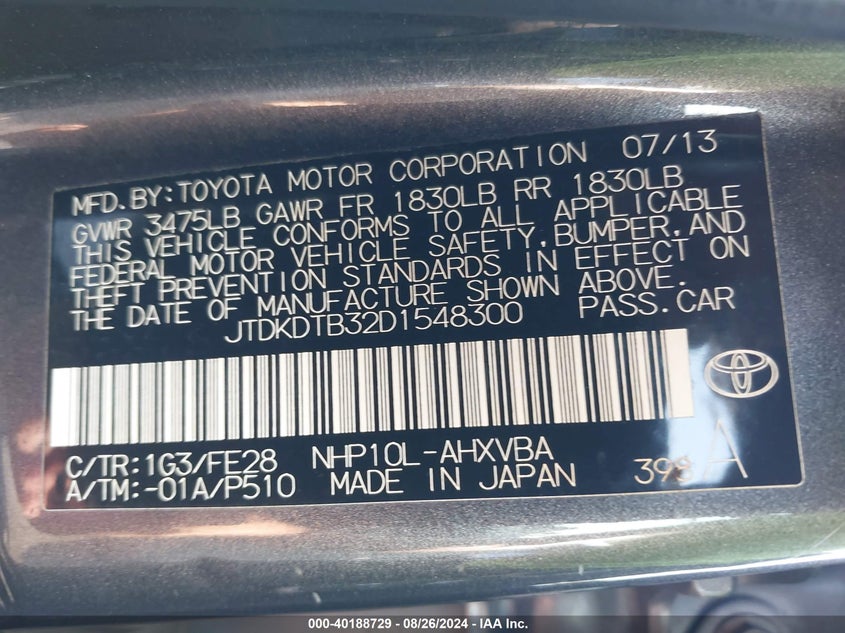 MFD. BY: TOYOTA MOTOR CORPORATION 07/13
GVWR 3475LB GAWR FR 1830LB RR 1830LB
THIS VEHICLE CONFORMS TO ALL APPLICABLE
FEDERAL MOTOR VEHICLE SAFETY, BUMPER, AND
THEFT PREVENTION STANDARDS IN EFFECT ON
THE DATE OF MANUFACTURE SHOWN ABOVE.
JTDKDTB32D1548300 PASS. CAR
C/TR: 1G3/FE28 NHP10L-AHXVBA
A/TM: -01A/P510 MADE IN JAPAN
A
000-40188729 - 08/26/2024 - IAA Inc.